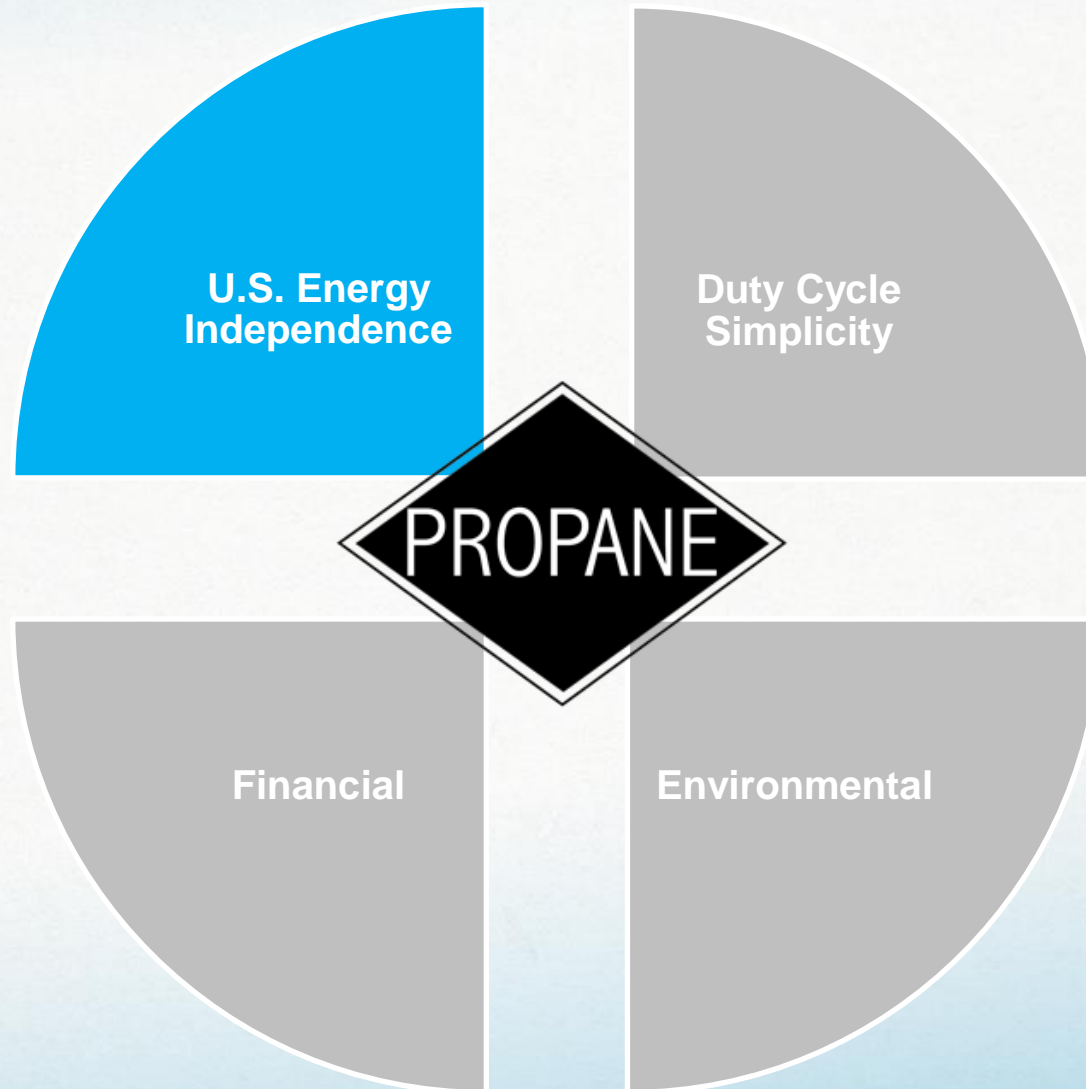 U.S. Energy
Independence
Duty Cycle
Simplicity
PROPANE
Financial
Environmental